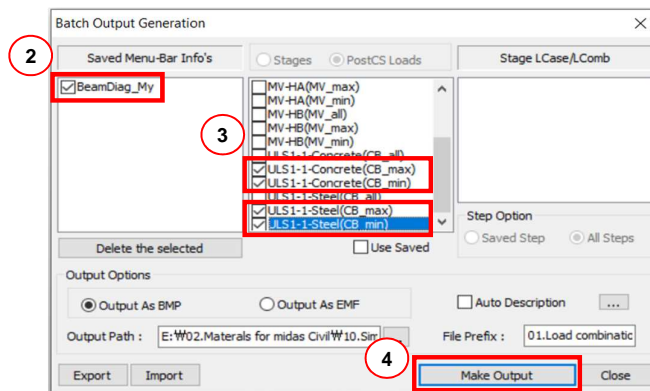 Batch Output Generation
2
Saved Menu-Bar Info's
Stages
PostCS Loads
Stage LCase/LComb
BeamDiag_My
3
MV-HA(MV_max)
MV-HA(MV_min)
MV-HB(MV_all)
MV-HB(MV_max)
MV-HB(MV_min)
ULS1-1-Concrete(CB_all)
ULS1-1-Concrete(CB_max)
ULS1-1-Concrete(CB_min)
ULS1-1-Steel(CB_all)
ULS1-1-Steel(CB_max)
ULS1-1-Steel(CB_min)
Step Option
Saved Step
All Steps
Delete the selected
Use Saved
Output Options
Output As BMP
Output As EMF
Auto Description
...
Output Path :
E:₩02.Materals for midas Civil₩10.Sim
...
File Prefix :
01.Load combinatic
4
Export
Import
Make Output
Close